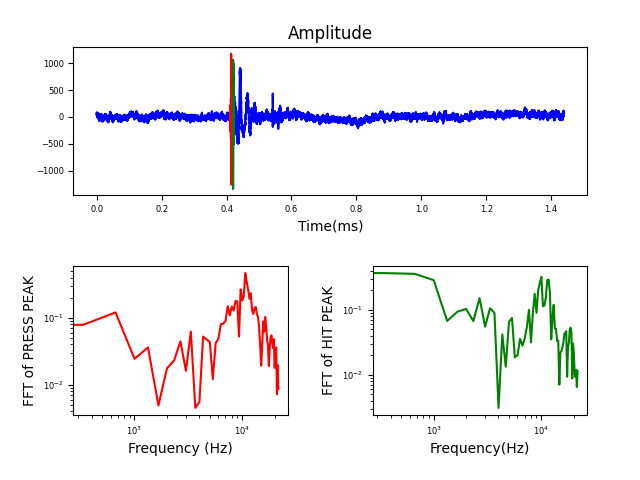 Amplitude
1000
500
0
−500
−1000
0.0 0.2 0.4 0.6 0.8 1.0 1.2 1.4
Time(ms)
FFT of PRESS PEAK
10⁻¹
10⁻²
10³ 10⁴
Frequency (Hz)
FFT of HIT PEAK
10⁻¹
10⁻²
10³ 10⁴
Frequency(Hz)